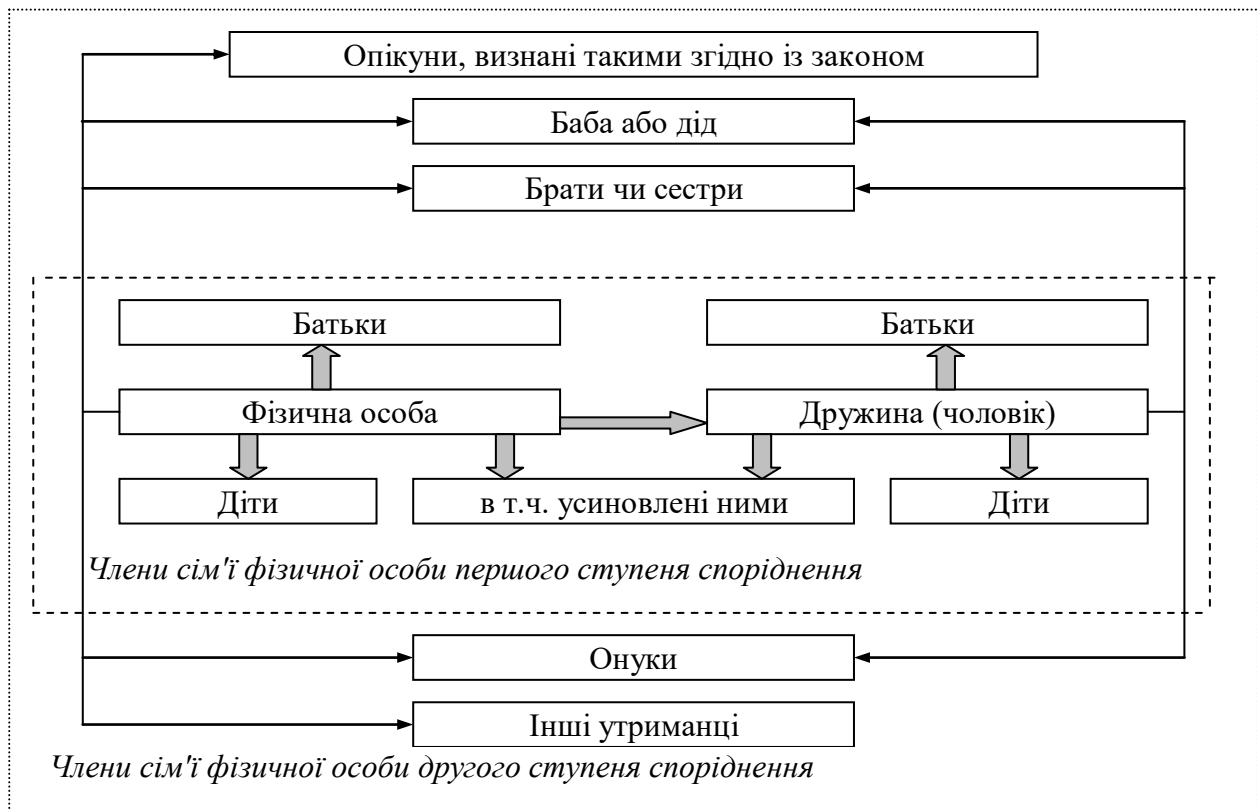 Опікуни, визнані такими згідно із законом
Баба або дід
Брати чи сестри
Батьки
Батьки
Фізична особа
Дружина (чоловік)
Діти
в т.ч. усиновлені ними
Діти
Члени сім'ї фізичної особи першого ступеня споріднення
Онуки
Інші утриманці
Члени сім'ї фізичної особи другого ступеня споріднення